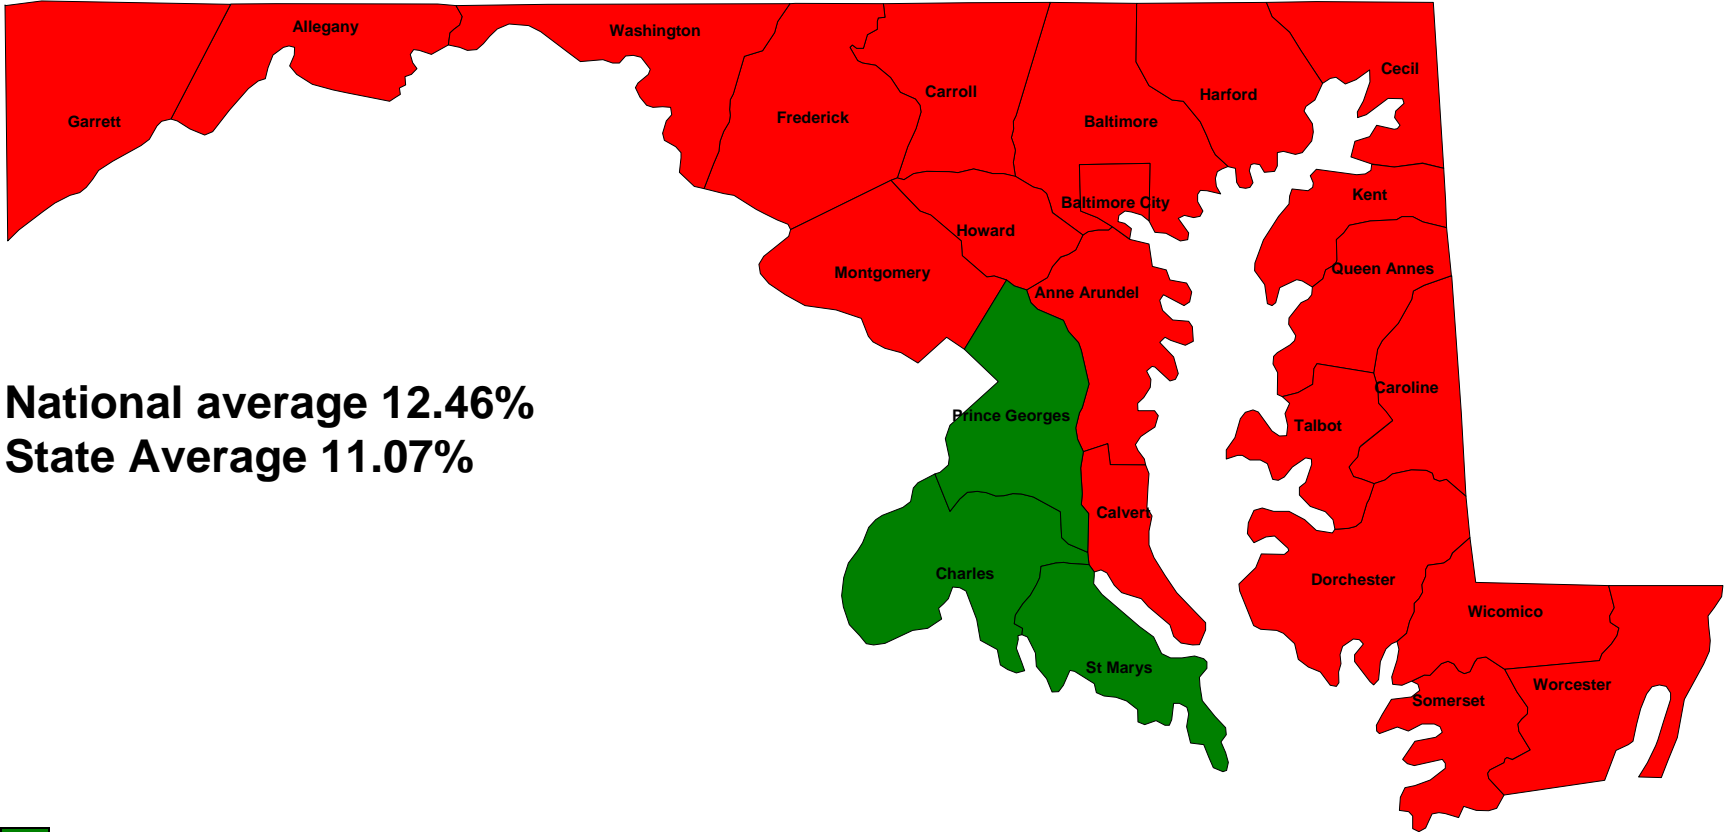 Allegany
Washington
Cecil
Carroll
Harford
Garrett
Frederick
Baltimore
Kent
Baltimore City
Howard
Montgomery
Queen Annes
Anne Arundel
National average 12.46%
State Average 11.07%
Caroline
Prince Georges
Talbot
Calvert
Charles
Dorchester
Wicomico
St Marys
Worcester
Somerset